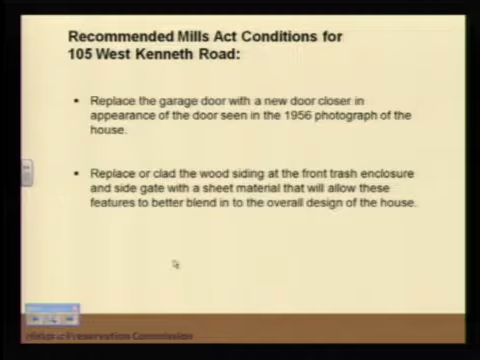 Recommended Mills Act Conditions for
105 West Kenneth Road:
• Replace the garage door with a new door closer in
appearance of the door seen in the 1956 photograph of the
house.
• Replace or clad the wood siding at the front trash enclosure
and side gate with a sheet material that will allow these
features to better blend in to the overall design of the house.
Historic Preservation Commission